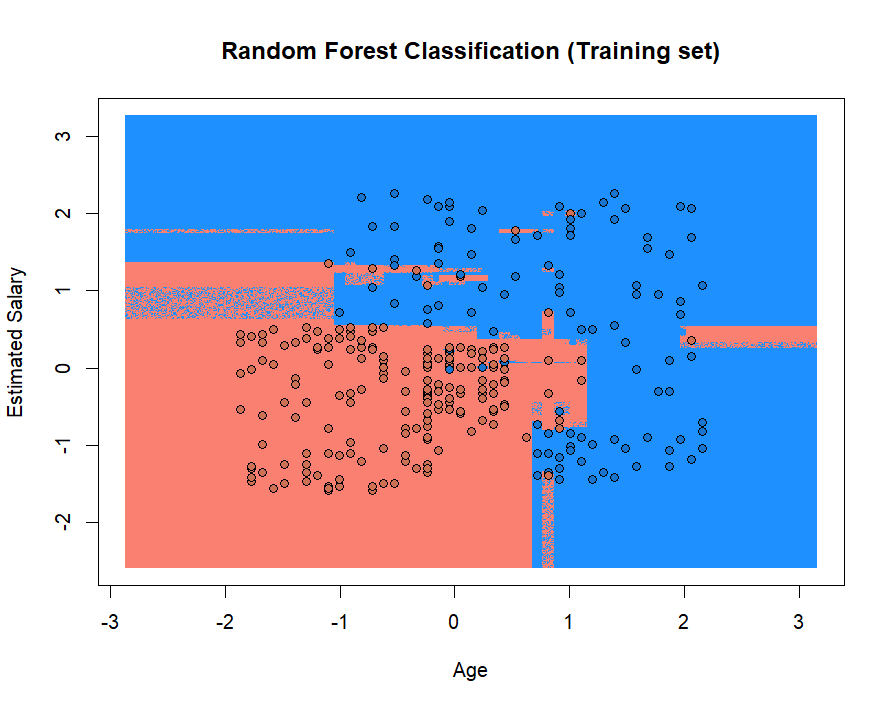 Random Forest Classification (Training set)
3
2
1
0
-1
-2
Estimated Salary
-3 -2 -1 0 1 2 3
Age